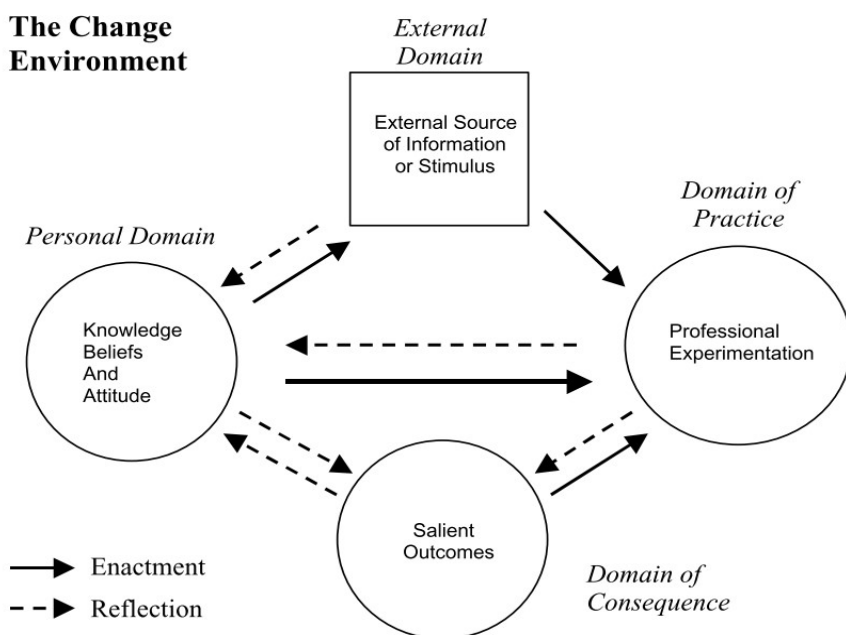 The Change
Environment
External
Domain
External Source
of Information
or Stimulus
Domain of
Practice
Personal Domain
Knowledge
Beliefs
And
Attitude
Professional
Experimentation
Salient
Outcomes
Enactment
Reflection
Domain of
Consequence